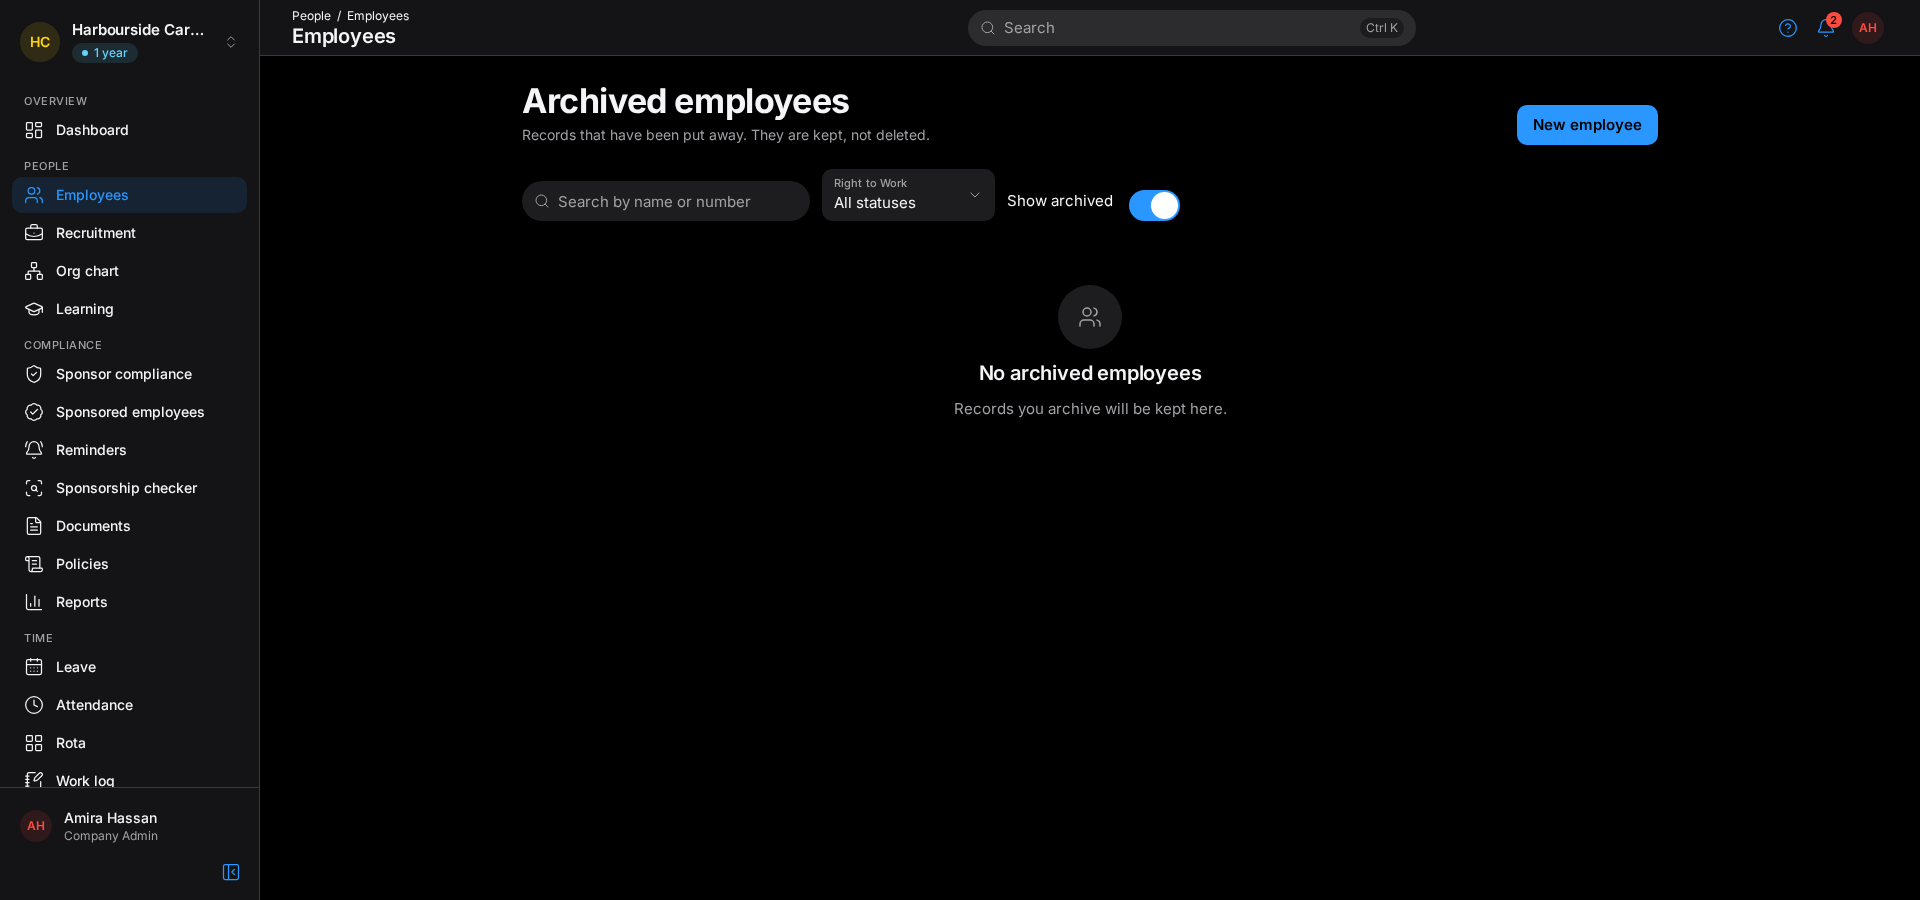 HC
Harbourside Car...
1 year
OVERVIEW
Dashboard
PEOPLE
Employees
Recruitment
Org chart
Learning
COMPLIANCE
Sponsor compliance
Sponsored employees
Reminders
Sponsorship checker
Documents
Policies
Reports
TIME
Leave
Attendance
Rota
Work log
AH
Amira Hassan
Company Admin
People / Employees
Employees
Search
Ctrl K
2
AH
Archived employees
Records that have been put away. They are kept, not deleted.
New employee
Search by name or number
Right to Work
All statuses
Show archived
No archived employees
Records you archive will be kept here.